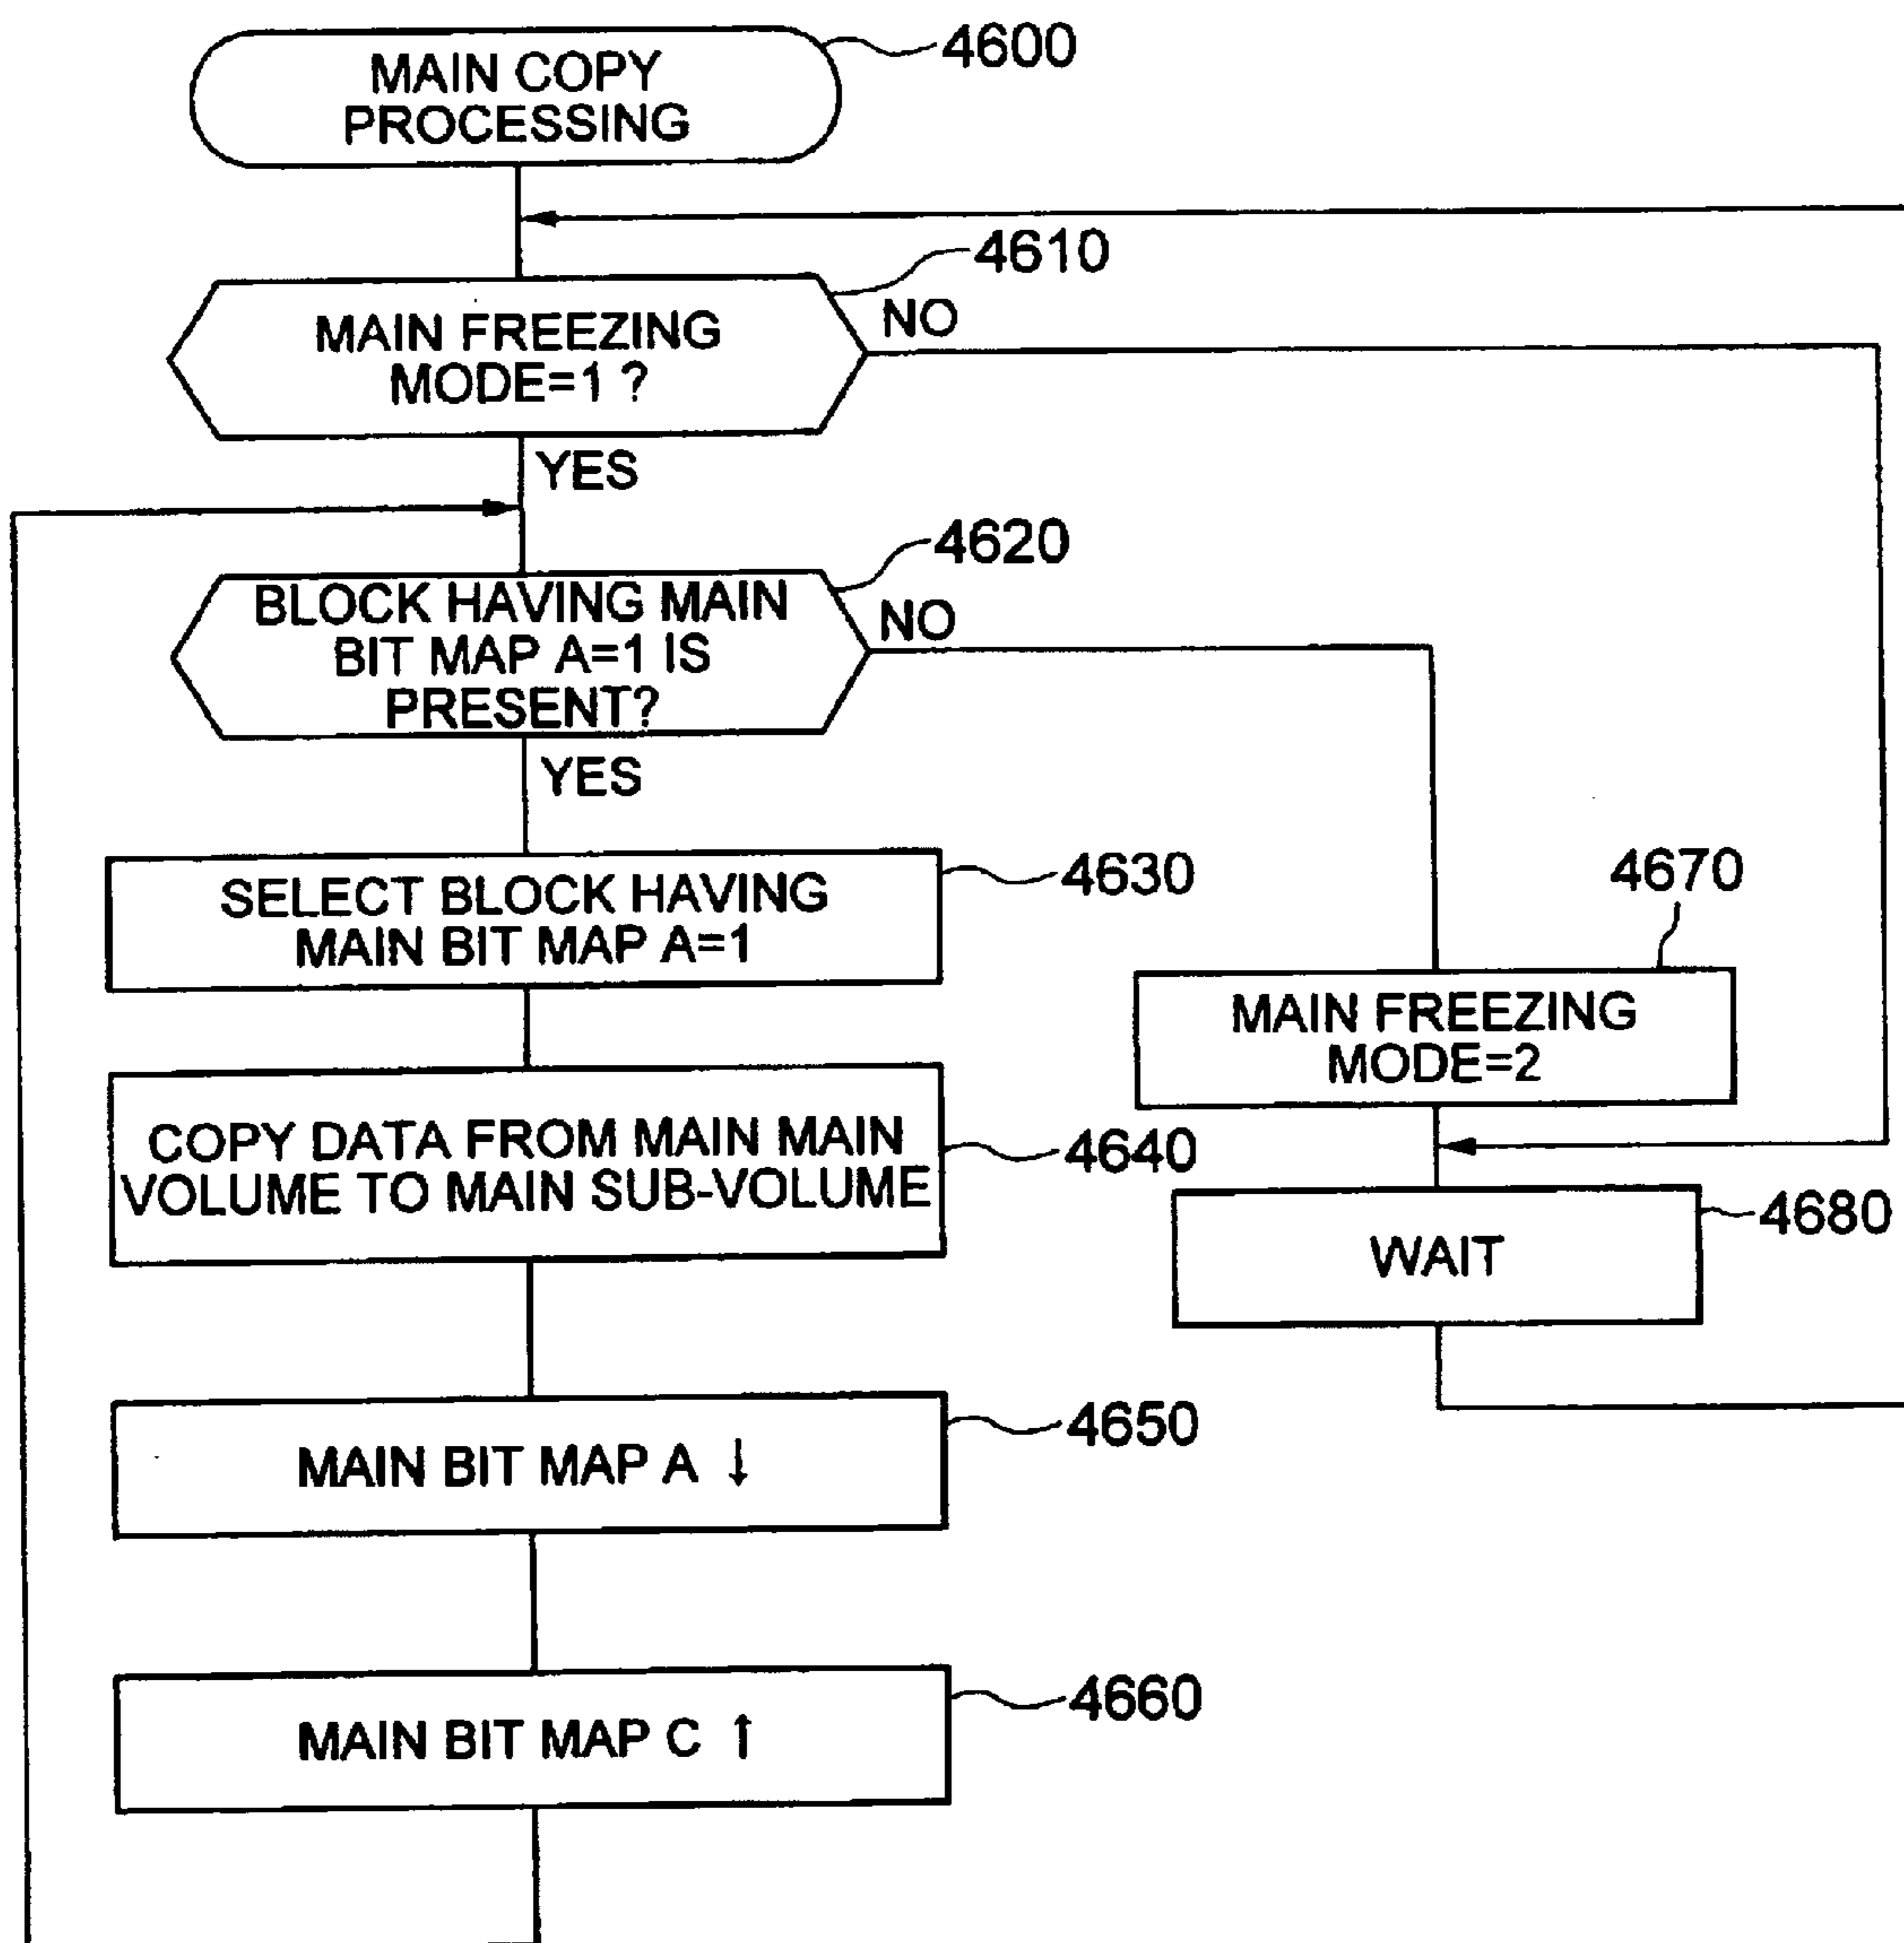 MAIN COPY
PROCESSING
4600
MAIN FREEZING
MODE=1 ?
4610
NO
YES
BLOCK HAVING MAIN
BIT MAP A=1 IS
PRESENT?
4620
NO
YES
SELECT BLOCK HAVING
MAIN BIT MAP A=1
4630
COPY DATA FROM MAIN MAIN
VOLUME TO MAIN SUB-VOLUME
4640
MAIN BIT MAP A ↓
4650
MAIN BIT MAP C ↑
4660
4670
MAIN FREEZING
MODE=2
WAIT
4680